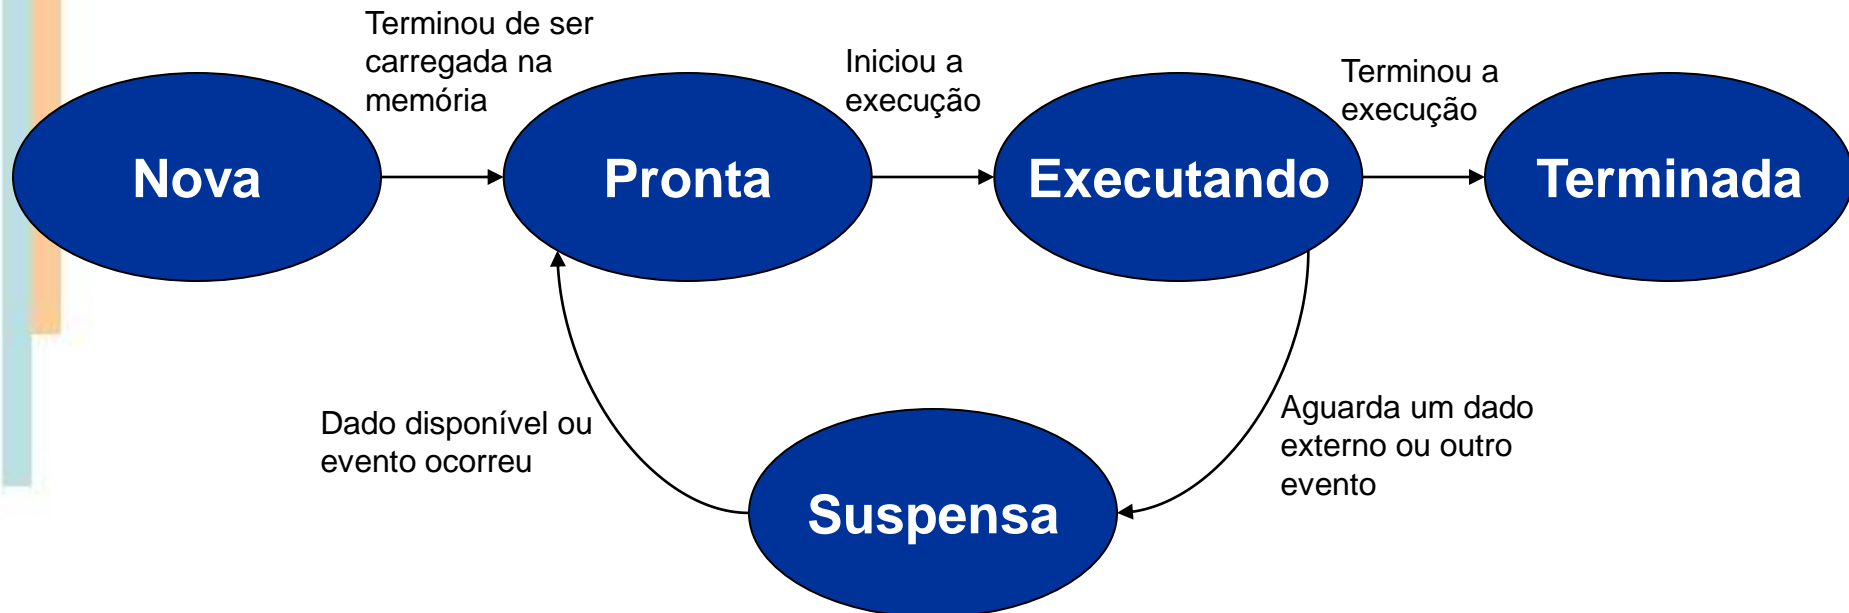 Terminou de ser
carregada na
memória
Iniciou a
execução
Terminou a
execução
Nova
Pronta
Executando
Terminada
Dado disponível ou
evento ocorreu
Aguarda um dado
externo ou outro
evento
Suspensa